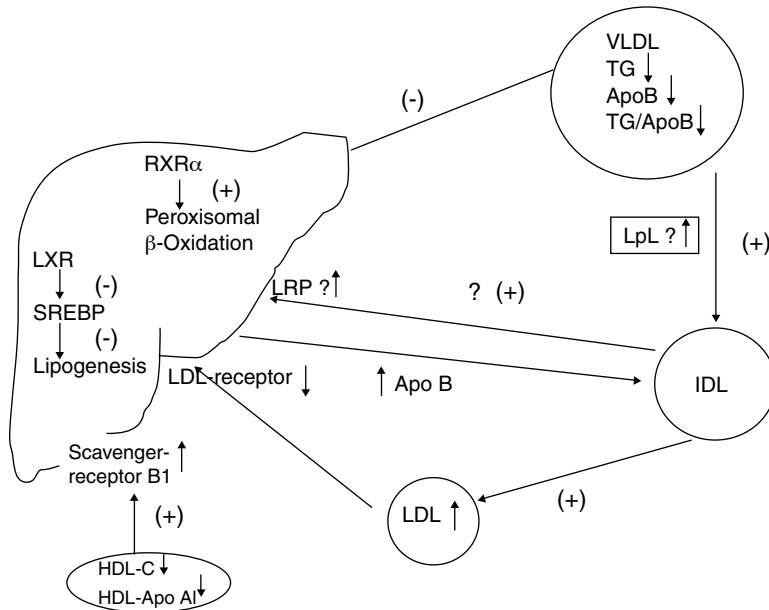 VLDL
TG ↓
ApoB ↓
TG/ApoB ↓
(-)
RXRα
(+)
Peroxisomal
β-Oxidation
LpL ? ↑
(+)
LXR
(-)
SREBP
(-)
Lipogenesis
LRP ? ↑
? (+)
LDL-receptor ↓
↑ Apo B
IDL
Scavenger-
receptor B1 ↑
(+)
LDL ↑
(+)
HDL-C ↓
HDL-Apo AI ↓